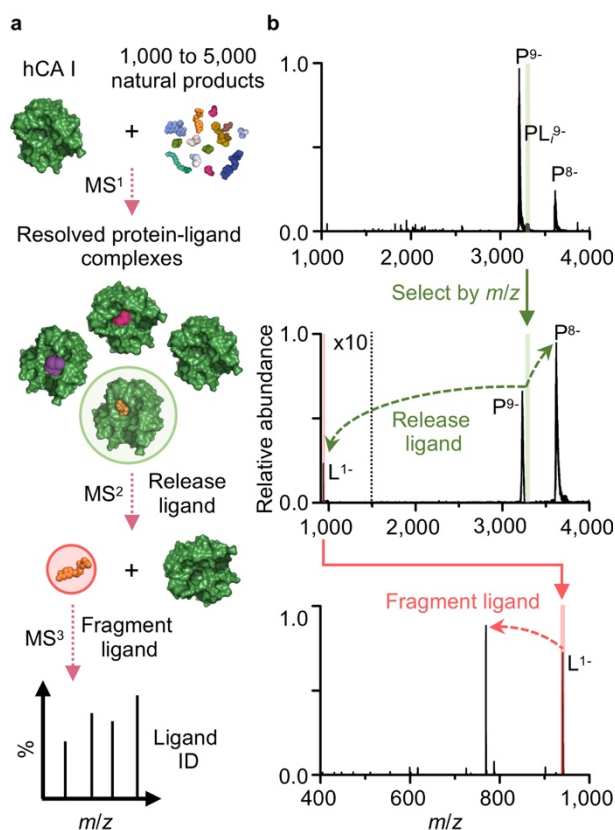 a
hCA I
1,000 to 5,000
natural products
+
MS¹
Resolved protein-ligand
complexes
MS²
Release
ligand
+
MS³
Fragment
ligand
%
Ligand
ID
m/z
b
P⁹⁻
PLᵢ⁹⁻
P⁸⁻
1.0
0.0
1,000 2,000 3,000 4,000
Select by m/z
Relative abundance
1.0
0.0
x10
P⁸⁻
P⁹⁻
Release
ligand
L¹⁻
1,000 2,000 3,000 4,000
Fragment ligand
1.0
0.0
L¹⁻
400 600 800 1,000
m/z